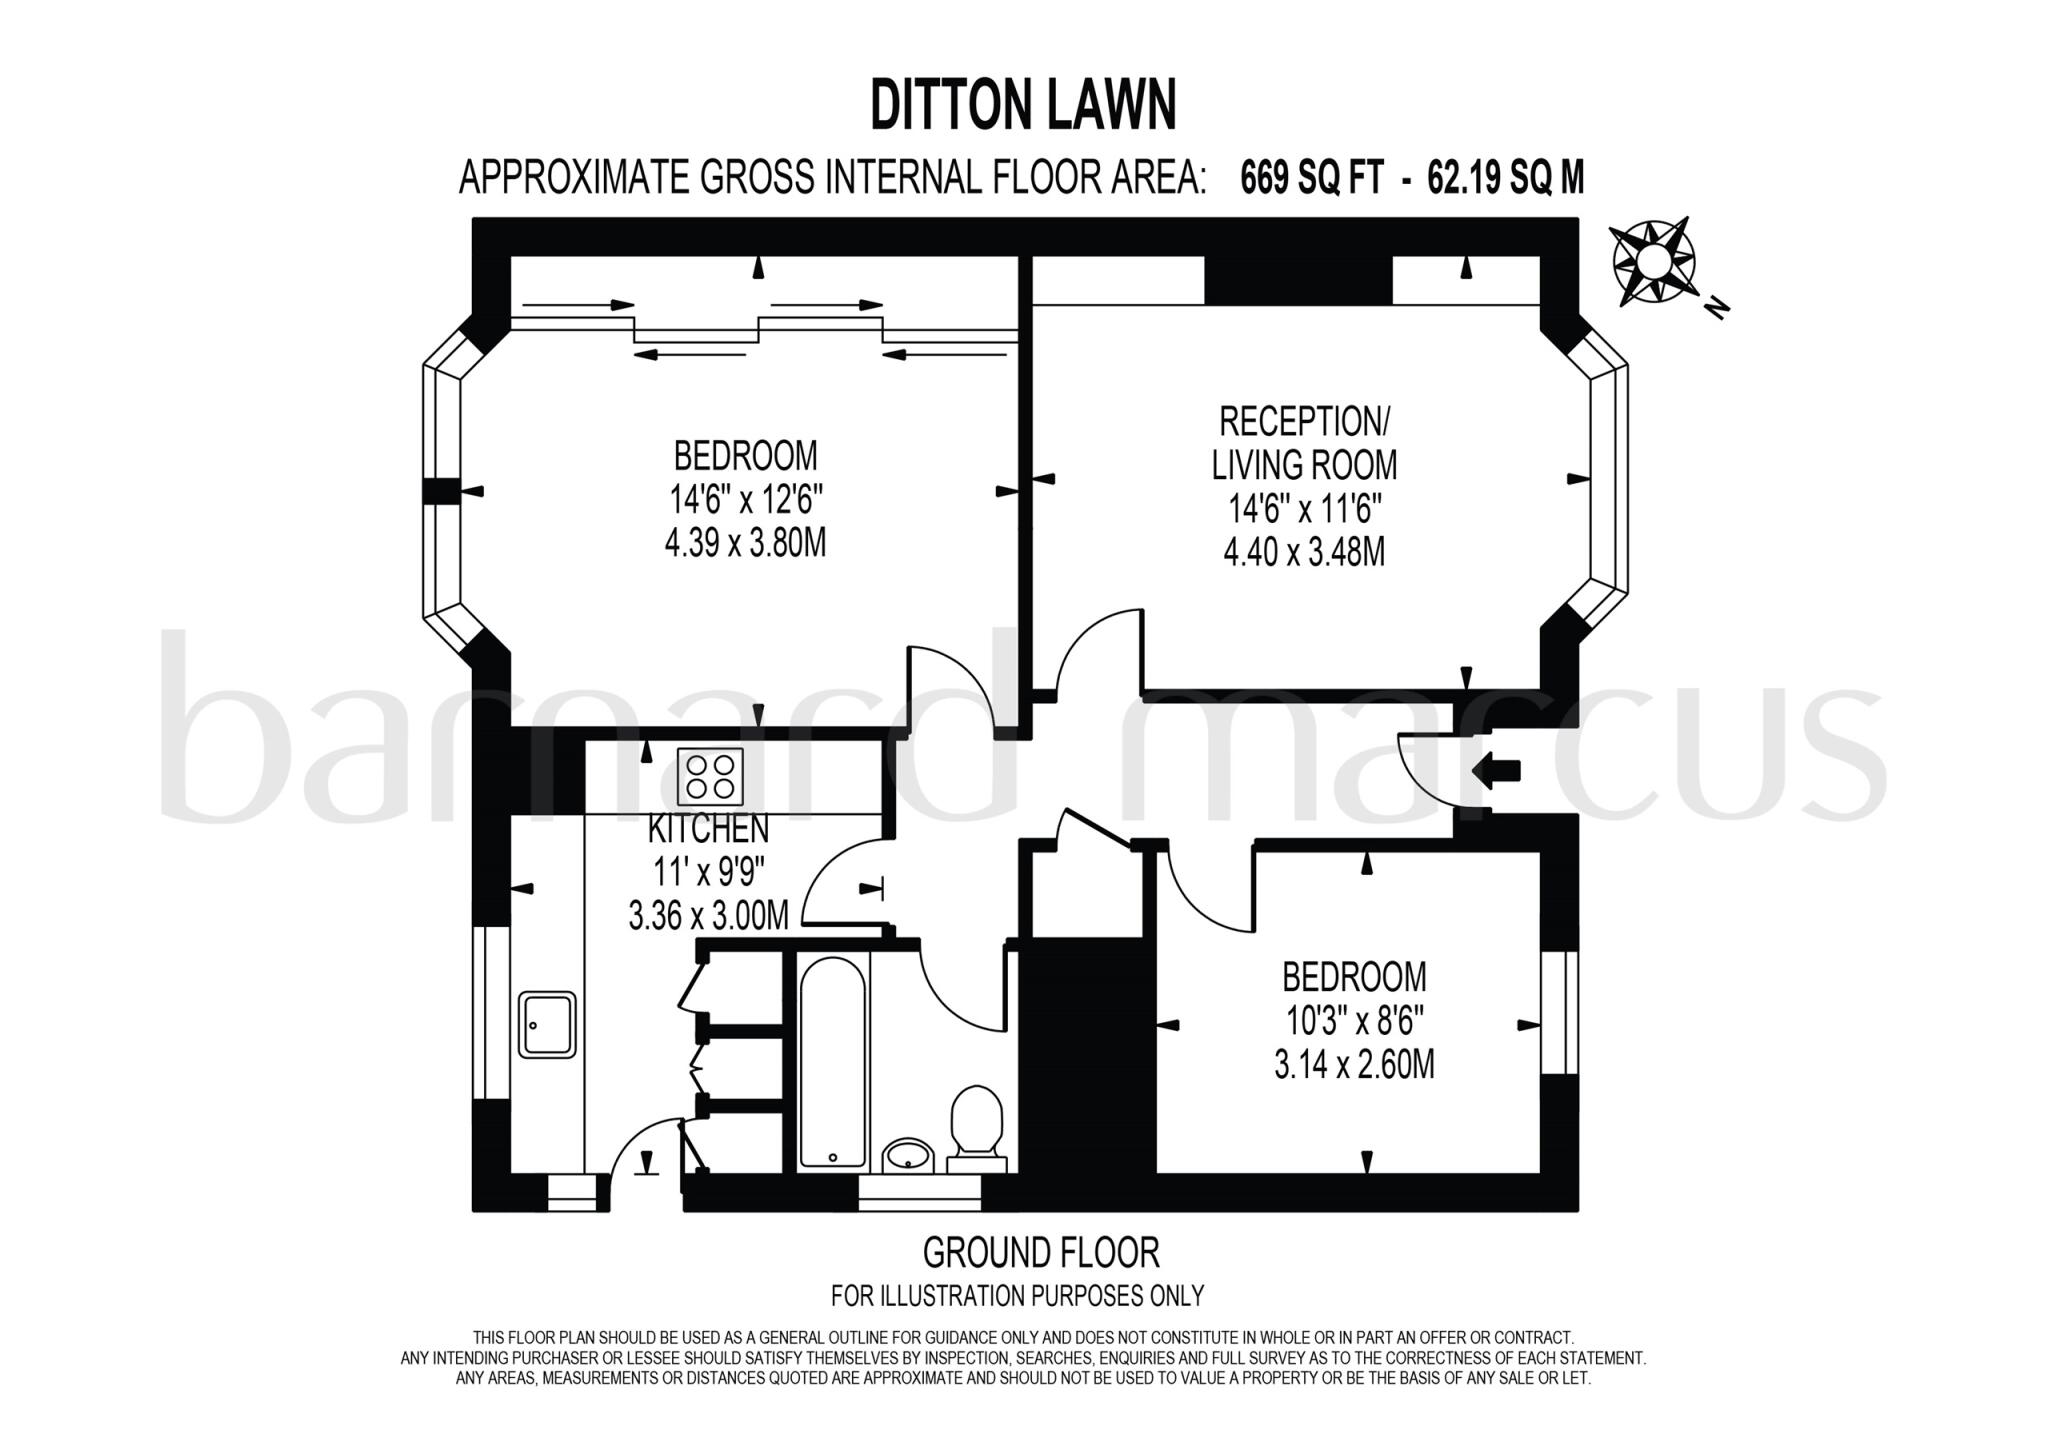 DITTON LAWN
APPROXIMATE GROSS INTERNAL FLOOR AREA: 669 SQ FT - 62.19 SQ M
N
RECEPTION/
LIVING ROOM
14'6" x 11'6"
4.40 x 3.48M
BEDROOM
14'6" x 12'6"
4.39 x 3.80M
barnard marcus
KITCHEN
11' x 9'9"
3.36 x 3.00M
BEDROOM
10'3" x 8'6"
3.14 x 2.60M
GROUND FLOOR
FOR ILLUSTRATION PURPOSES ONLY
THIS FLOOR PLAN SHOULD BE USED AS A GENERAL OUTLINE FOR GUIDANCE ONLY AND DOES NOT CONSTITUTE IN WHOLE OR IN PART AN OFFER OR CONTRACT.
ANY INTENDING PURCHASER OR LESSEE SHOULD SATISFY THEMSELVES BY INSPECTION, SEARCHES, ENQUIRIES AND FULL SURVEY AS TO THE CORRECTNESS OF EACH STATEMENT.
ANY AREAS, MEASUREMENTS OR DISTANCES QUOTED ARE APPROXIMATE AND SHOULD NOT BE USED TO VALUE A PROPERTY OR BE THE BASIS OF ANY SALE OR LET.